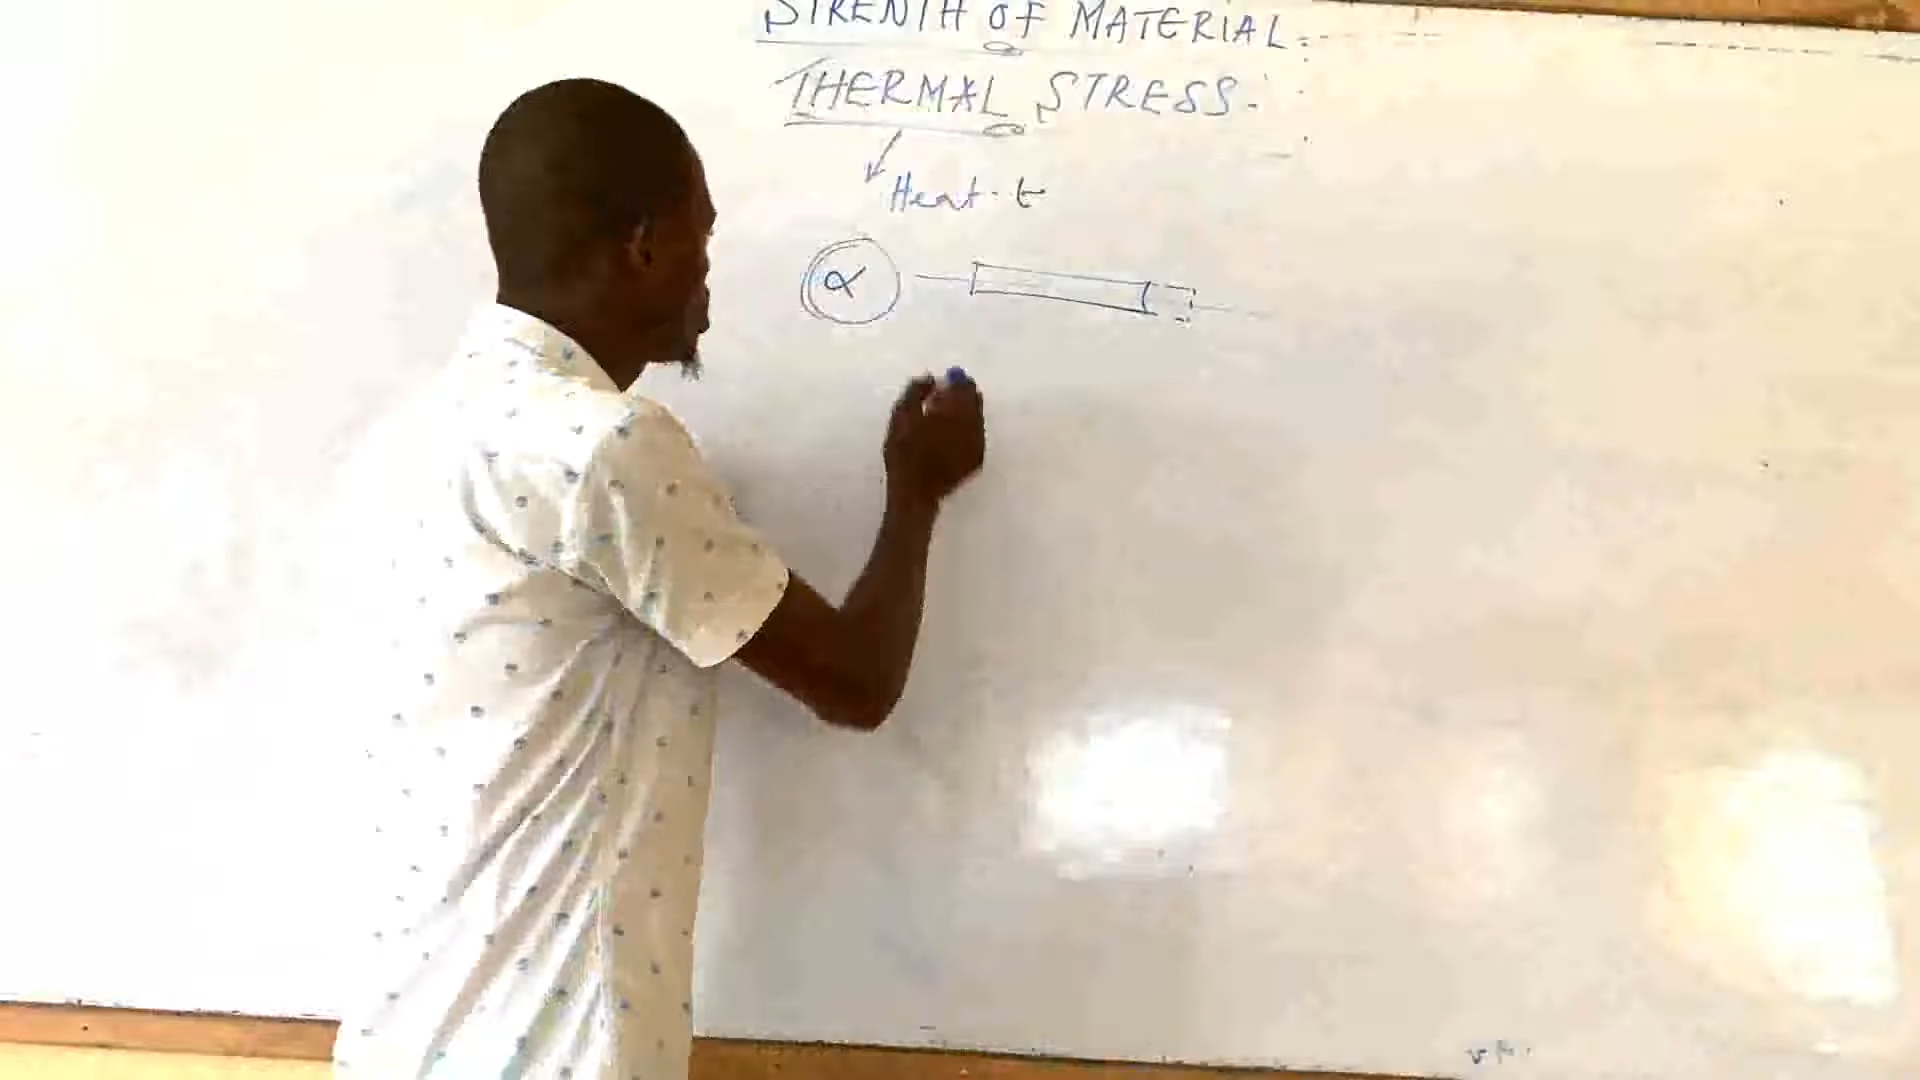 STRENTH OF MATERIAL.
THERMAL STRESS.
Heat. t
α